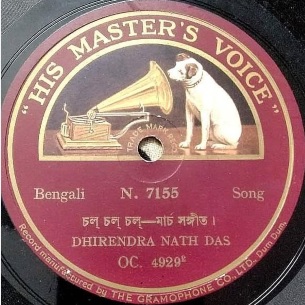 "HIS MASTER'S VOICE"
TRADE MARK
Bengali N. 7155 Song
চল্ চল্ চল্—মার্চ সঙ্গীত।
DHIRENDRA NATH DAS
OC. 4929²
Record manufactured by THE GRAMOPHONE CO., LTD. Dum Dum